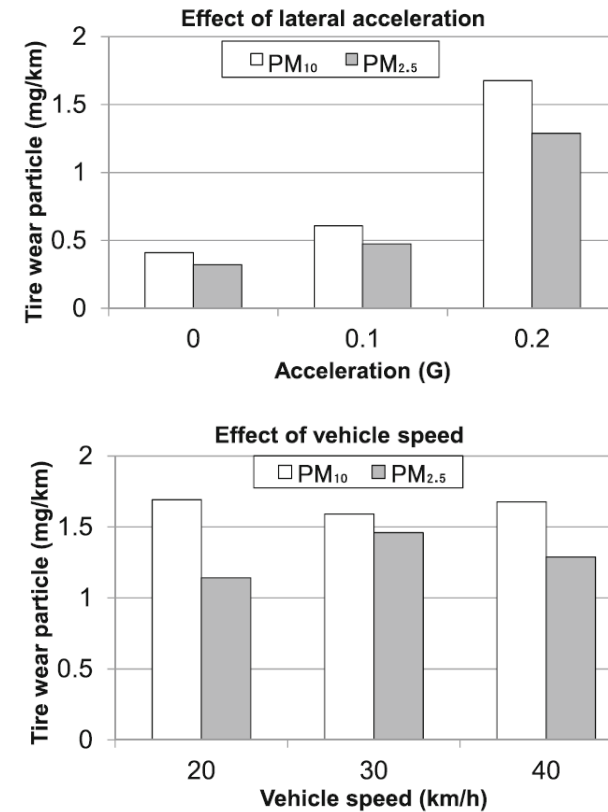 Effect of lateral acceleration
PM₁₀ PM₂.₅
Tire wear particle (mg/km)
2
1.5
1
0.5
0
0 0.1 0.2
Acceleration (G)
Effect of vehicle speed
PM₁₀ PM₂.₅
Tire wear particle (mg/km)
2
1.5
1
0.5
0
20 30 40
Vehicle speed (km/h)